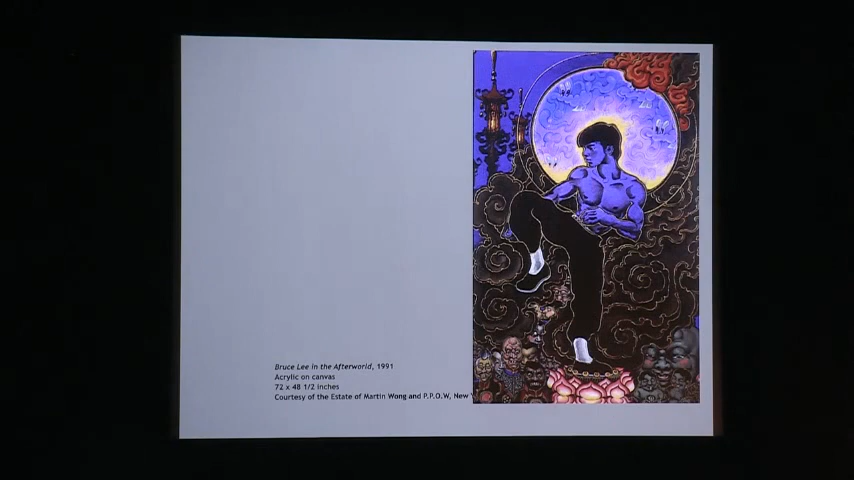 Bruce Lee in the Afterworld, 1991
Acrylic on canvas
72 x 48 1/2 inches
Courtesy of the Estate of Martin Wong and P.P.O.W, New